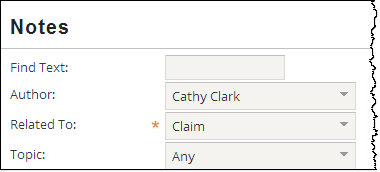 Notes
Find Text:
Author: Cathy Clark
Related To: * Claim
Topic: Any